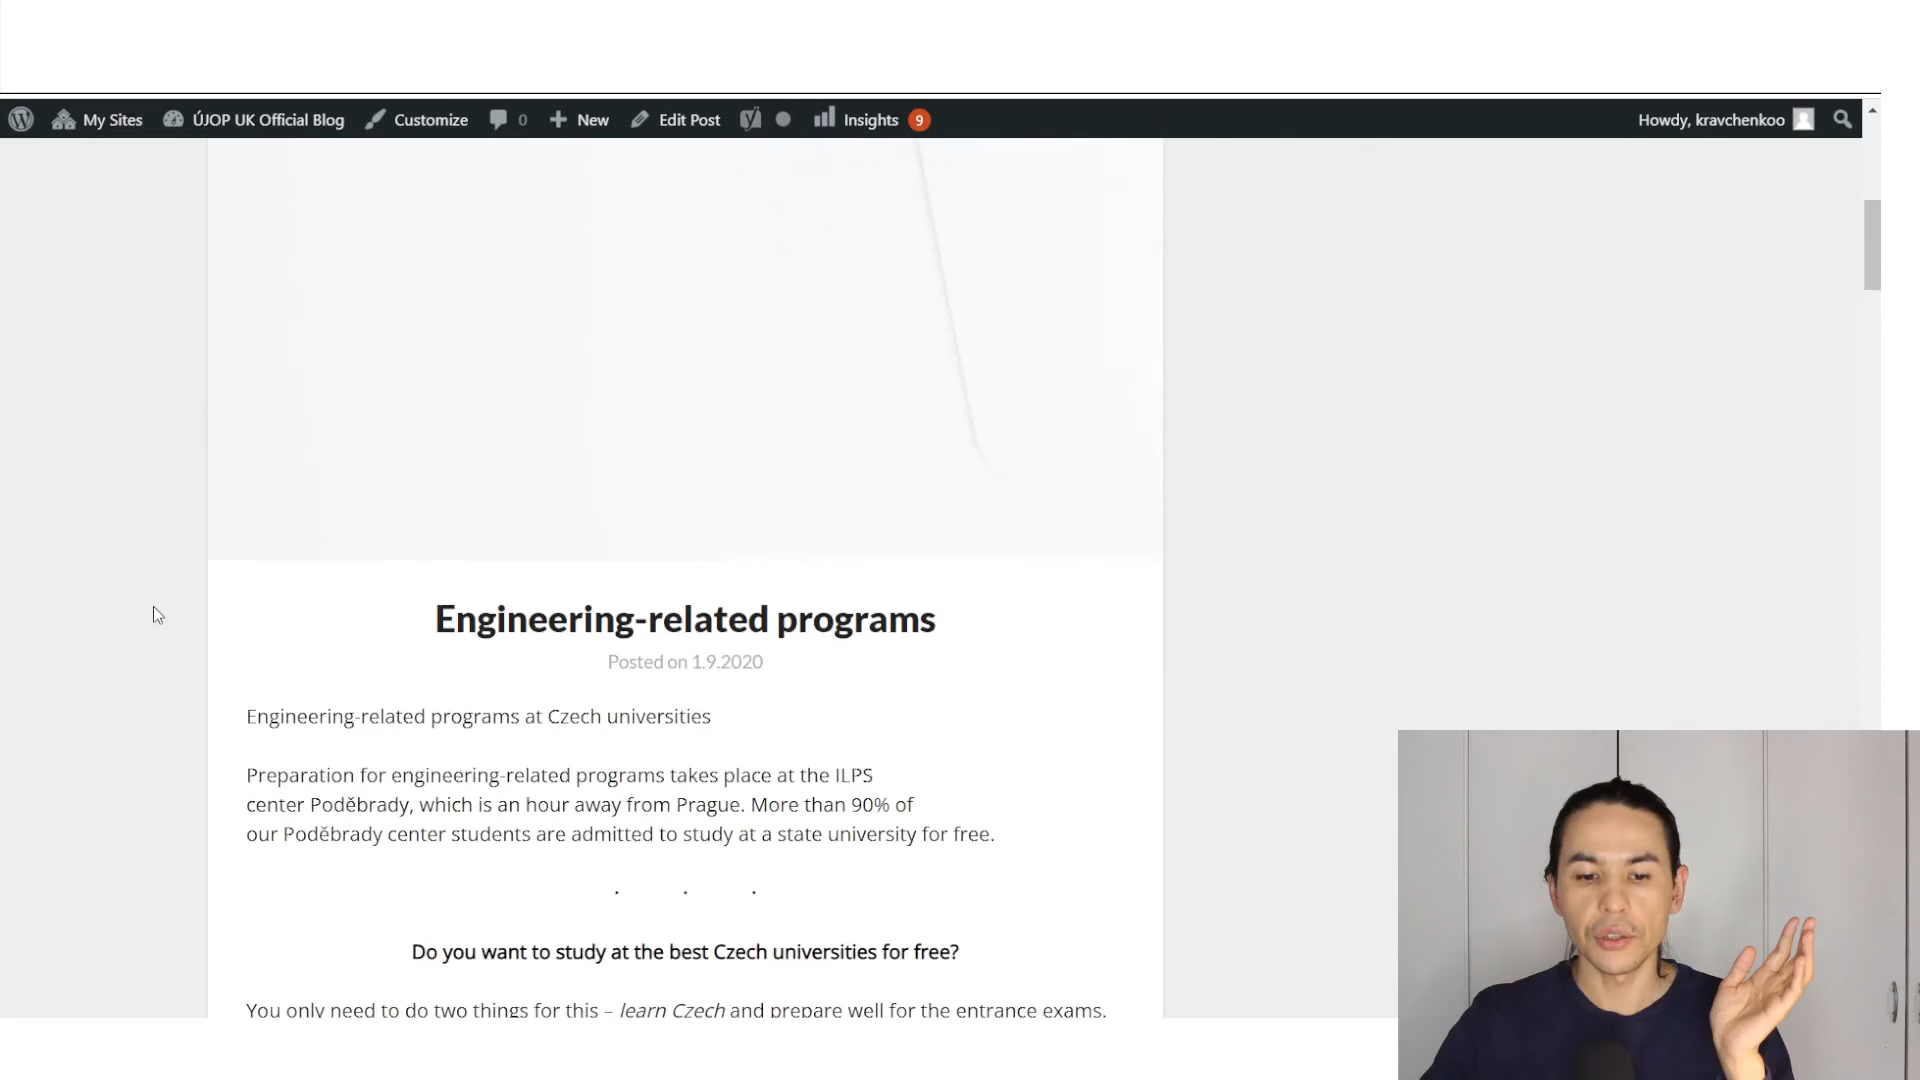 My Sites ÚJOP UK Official Blog Customize 0 New Edit Post Insights 9 Howdy, kravchenkoo
Engineering-related programs
Posted on 1.9.2020
Engineering-related programs at Czech universities
Preparation for engineering-related programs takes place at the ILPS
center Poděbrady, which is an hour away from Prague. More than 90% of
our Poděbrady center students are admitted to study at a state university for free.
. . .
Do you want to study at the best Czech universities for free?
You only need to do two things for this – learn Czech and prepare well for the entrance exams.